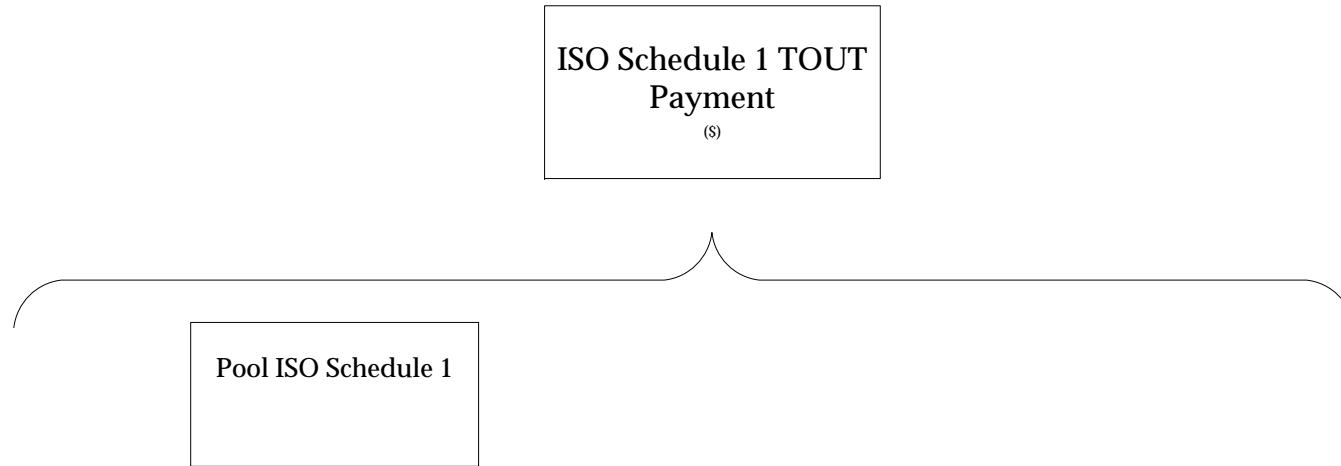 ISO Schedule 1 TOUT
Payment
($)
Pool ISO Schedule 1